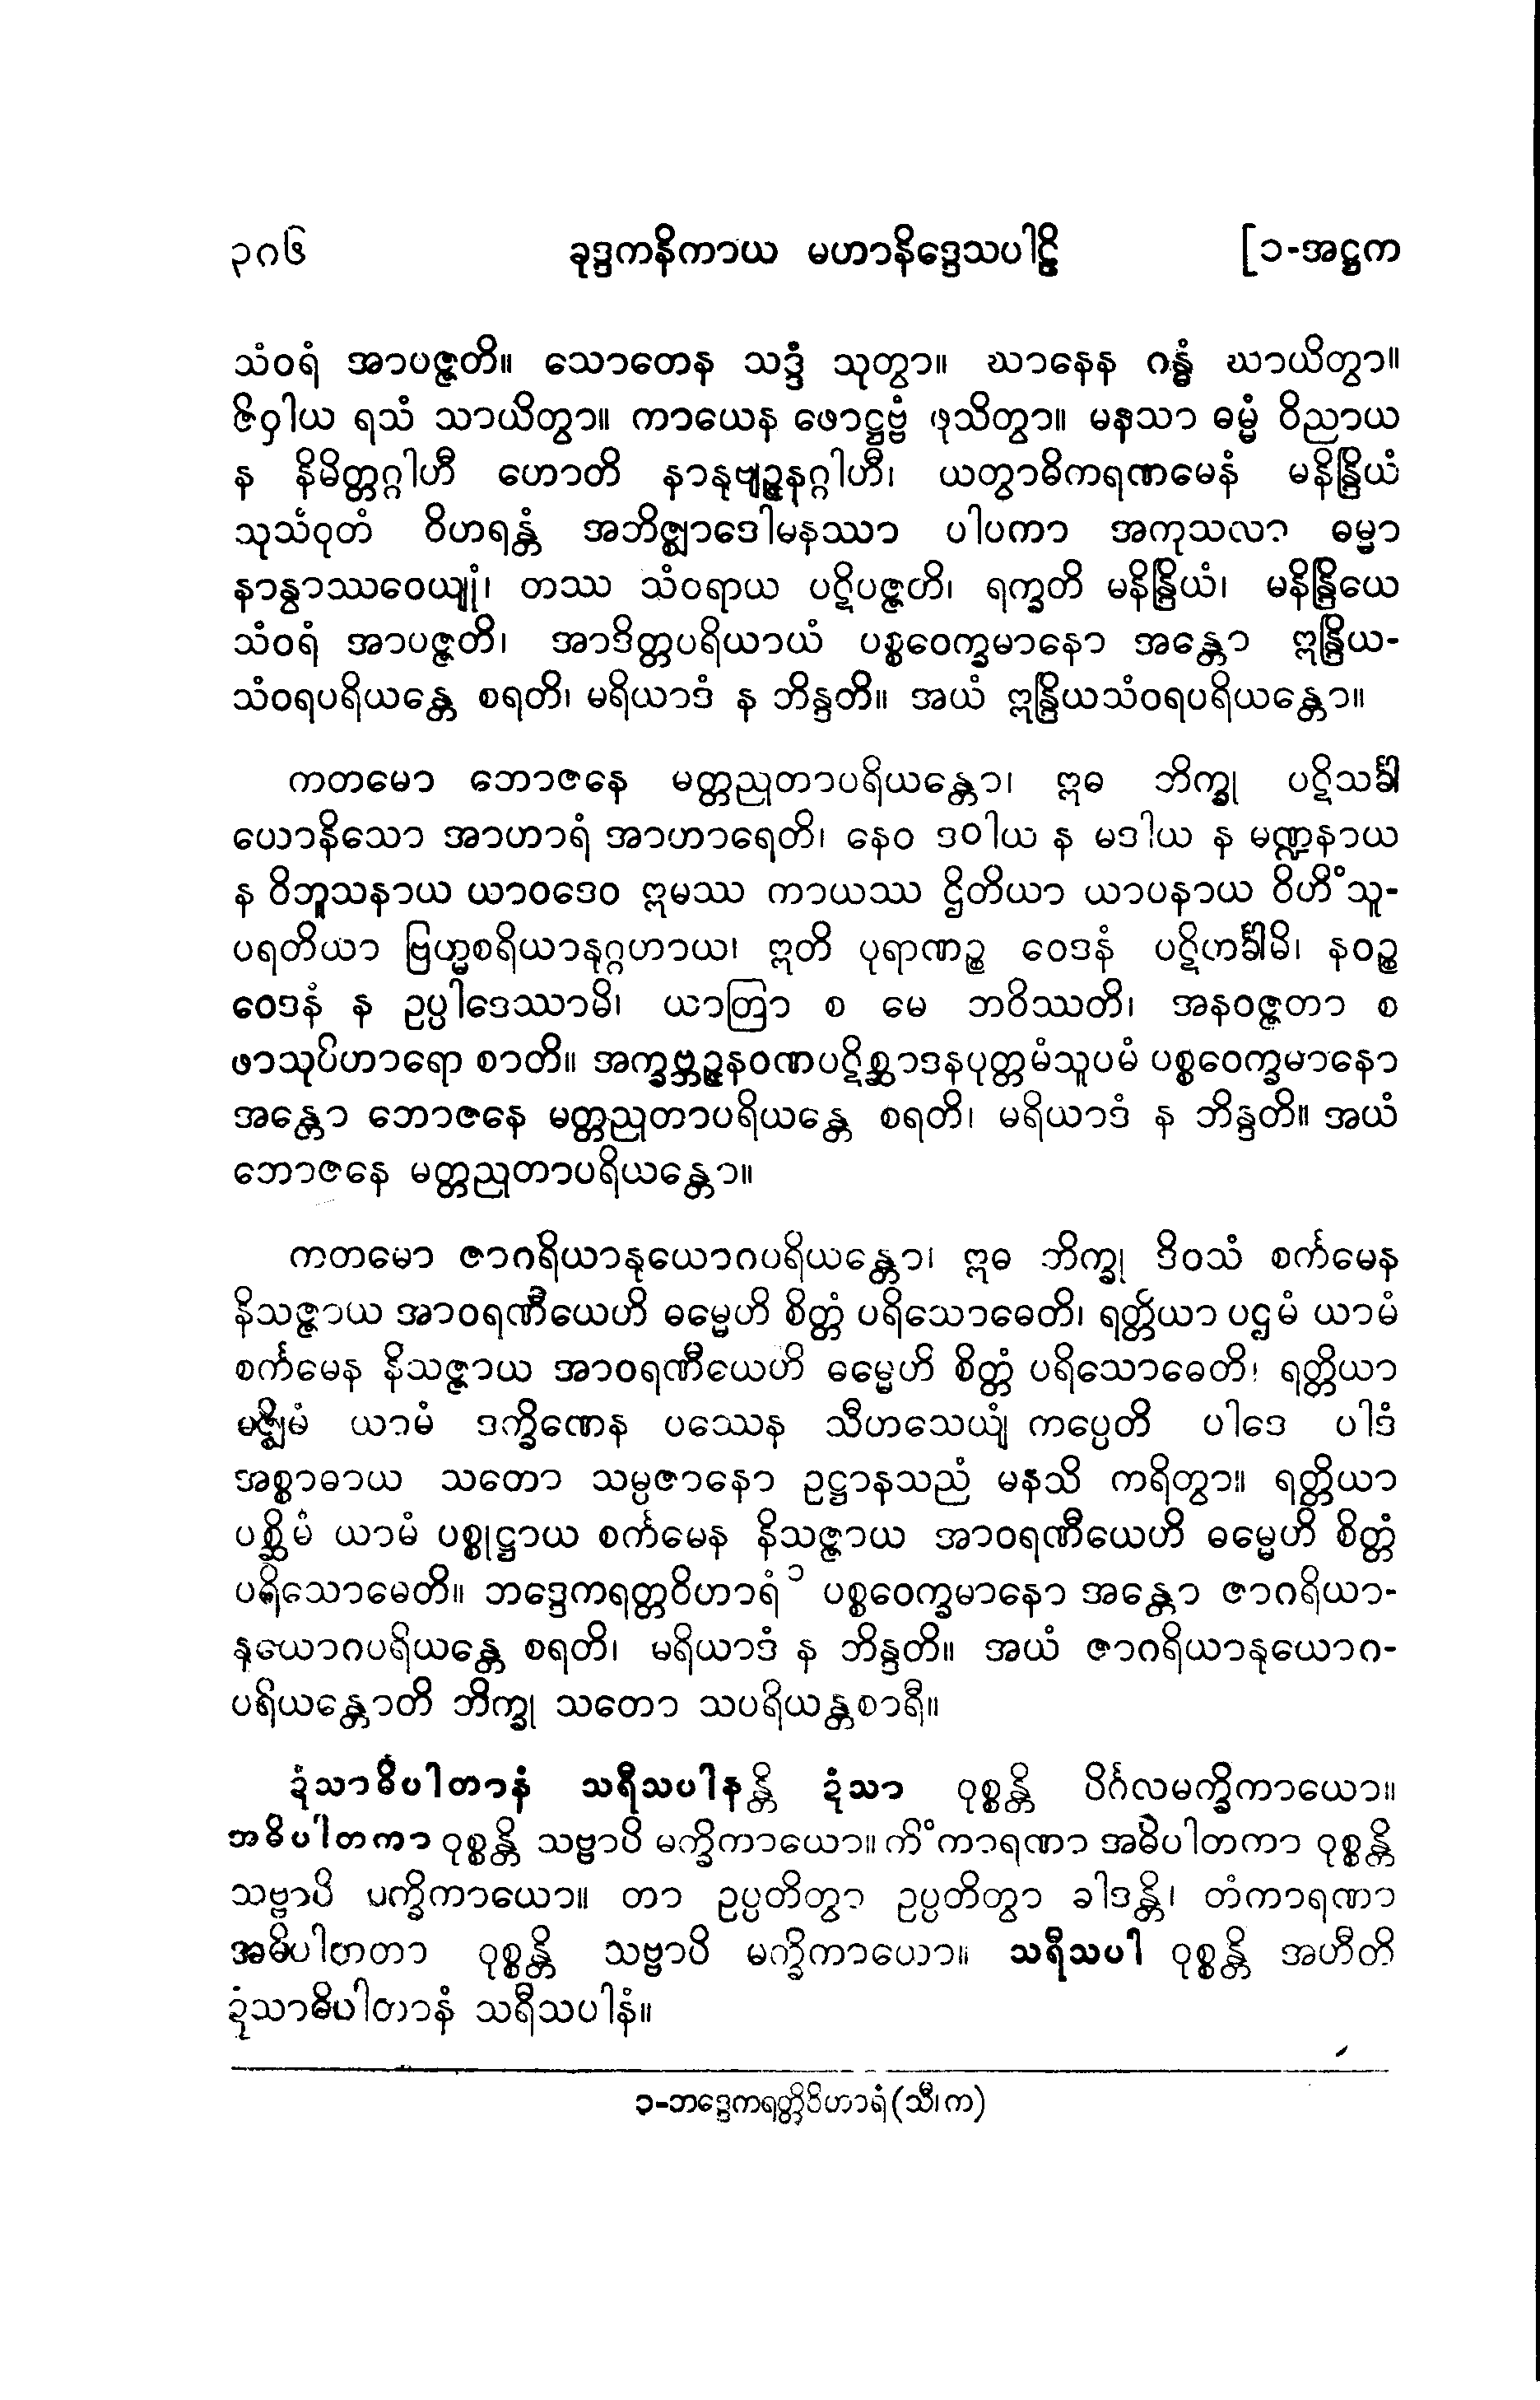 ၃၈၆ ခုဒ္ဒကနိကာယ မဟာနိဒ္ဒေသပါဠိ [၁-အဋ္ဌက
သံဝရံ အာပဇ္ဇတိ။ သောတေန သဒ္ဒံ သုတွာ။ ဃာနေန ဂန္ဓံ ဃာယိတွာ။
ဇိဝှါယ ရသံ သာယိတွာ။ ကာယေန ဖောဋ္ဌဗ္ဗံ ဖုသိတွာ။ မနသာ ဓမ္မံ ဝိညာယ
န နိမိတ္တဂ္ဂါဟီ ဟောတိ နာနုဗျဉ္ဇနဂ္ဂါဟီ၊ ယတွာဓိကရဏမေနံ မနိန္ဒြိယံ
သုသံဝုတံ ဝိဟရန္တံ အဘိဇ္ဈာဒေါမနဿာ ပါပကာ အကုသလာ ဓမ္မာ
နာနွာဿဝေယျုံ၊ တဿ သံဝရာယ ပဋိပဇ္ဇတိ၊ ရက္ခတိ မနိန္ဒြိယံ၊ မနိန္ဒြိယေ
သံဝရံ အာပဇ္ဇတိ၊ အာဒိတ္တပရိယာယံ ပစ္စဝေက္ခမာနော အန္တော ဣန္ဒြိယ-
သံဝရပရိယန္တေ စရတိ၊ မရိယာဒံ န ဘိန္ဒတိ။ အယံ ဣန္ဒြိယသံဝရပရိယန္တော။
ကတမော ဘောဇနေ မတ္တညုတာပရိယန္တော၊ ဣဓ ဘိက္ခု ပဋိသင်္ခါ
ယောနိသော အာဟာရံ အာဟာရေတိ၊ နေဝ ဒဝါယ န မဒါယ န မဏ္ဍနာယ
န ဝိဘူသနာယ ယာဝဒေဝ ဣမဿ ကာယဿ ဌိတိယာ ယာပနာယ ဝိဟိံသူ-
ပရတိယာ ဗြဟ္မစရိယာနုဂ္ဂဟာယ၊ ဣတိ ပုရာဏဉ္စ ဝေဒနံ ပဋိဟင်္ခါမိ၊ နဝဉ္စ
ဝေဒနံ န ဥပ္ပါဒေဿာမိ၊ ယာတြာ စ မေ ဘဝိဿတိ၊ အနဝဇ္ဇတာ စ
ဖာသုဝိဟာရော စာတိ။ အက္ခဗ္ဘဉ္ဇနဝဏပဋိစ္ဆာဒနပုတ္တမံသူပမံ ပစ္စဝေက္ခမာနော
အန္တော ဘောဇနေ မတ္တညုတာပရိယန္တေ စရတိ၊ မရိယာဒံ န ဘိန္ဒတိ။ အယံ
ဘောဇနေ မတ္တညုတာပရိယန္တော။
ကတမော ဇာဂရိယာနုယောဂပရိယန္တော၊ ဣဓ ဘိက္ခု ဒိဝသံ စင်္ကမေန
နိသဇ္ဇာယ အာဝရဏီယေဟိ ဓမ္မေဟိ စိတ္တံ ပရိသောဓေတိ၊ ရတ္တိယာ ပဌမံ ယာမံ
စင်္ကမေန နိသဇ္ဇာယ အာဝရဏီယေဟိ ဓမ္မေဟိ စိတ္တံ ပရိသောဓေတိ၊ ရတ္တိယာ
မဇ္ဈိမံ ယာမံ ဒက္ခိဏေန ပဿေန သီဟသေယျံ ကပ္ပေတိ ပါဒေ ပါဒံ
အစ္စာဓာယ သတော သမ္ပဇာနော ဥဋ္ဌာနသညံ မနသိ ကရိတွာ။ ရတ္တိယာ
ပစ္ဆိမံ ယာမံ ပစ္စုဋ္ဌာယ စင်္ကမေန နိသဇ္ဇာယ အာဝရဏီယေဟိ ဓမ္မေဟိ စိတ္တံ
ပရိသောဓေတိ။ ဘဒ္ဒေကရတ္တဝိဟာရံ ၁ ပစ္စဝေက္ခမာနော အန္တော ဇာဂရိယာ-
နုယောဂပရိယန္တေ စရတိ၊ မရိယာဒံ န ဘိန္ဒတိ။ အယံ ဇာဂရိယာနုယောဂ-
ပရိယန္တောတိ ဘိက္ခု သတော သပရိယန္တစာရီ။
ဍံသာဓိပါတာနံ သရီသပါနန္တိ ဍံသာ ဝုစ္စန္တိ ပိင်္ဂလမက္ခိကာယော။
အဓိပါတကာ ဝုစ္စန္တိ သဗ္ဗာပိ မက္ခိကာယော။ ကိံကာရဏာ အဓိပါတကာ ဝုစ္စန္တိ
သဗ္ဗာပိ မက္ခိကာယော။ တာ ဥပ္ပတိတွာ ဥပ္ပတိတွာ ခါဒန္တိ၊ တံကာရဏာ
အဓိပါတကာ ဝုစ္စန္တိ သဗ္ဗာပိ မက္ခိကာယော။ သရီသပါ ဝုစ္စန္တိ အဟီတိ
ဍံသာဓိပါတာနံ သရီသပါနံ။
၁-ဘဒ္ဒေကရတ္တိဝိဟာရံ(သီ၊က)